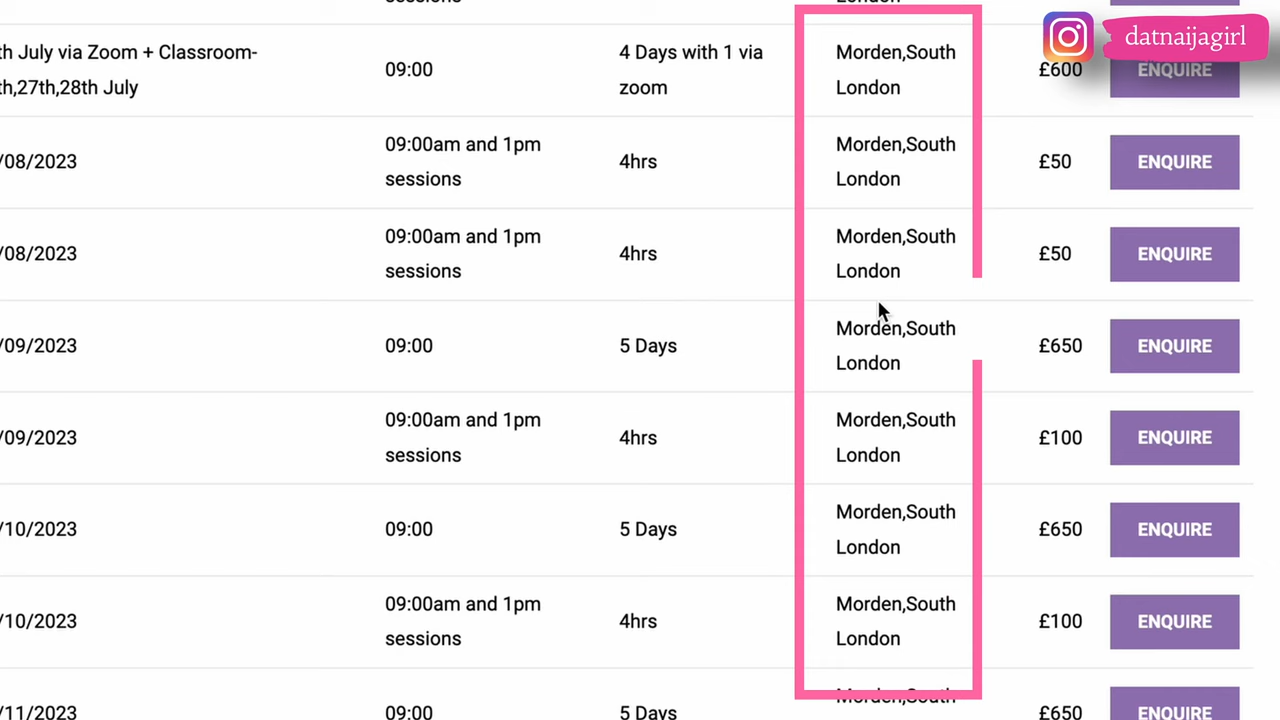 sessions
London
datnaijagirl
th July via Zoom + Classroom-
th,27th,28th July
09:00
4 Days with 1 via
zoom
Morden,South
London
£600
ENQUIRE
/08/2023
09:00am and 1pm
sessions
4hrs
Morden,South
London
£50
ENQUIRE
/08/2023
09:00am and 1pm
sessions
4hrs
Morden,South
London
£50
ENQUIRE
/09/2023
09:00
5 Days
Morden,South
London
£650
ENQUIRE
/09/2023
09:00am and 1pm
sessions
4hrs
Morden,South
London
£100
ENQUIRE
/10/2023
09:00
5 Days
Morden,South
London
£650
ENQUIRE
/10/2023
09:00am and 1pm
sessions
4hrs
Morden,South
London
£100
ENQUIRE
/11/2023
09:00
5 Days
Morden,South
£650
ENQUIRE